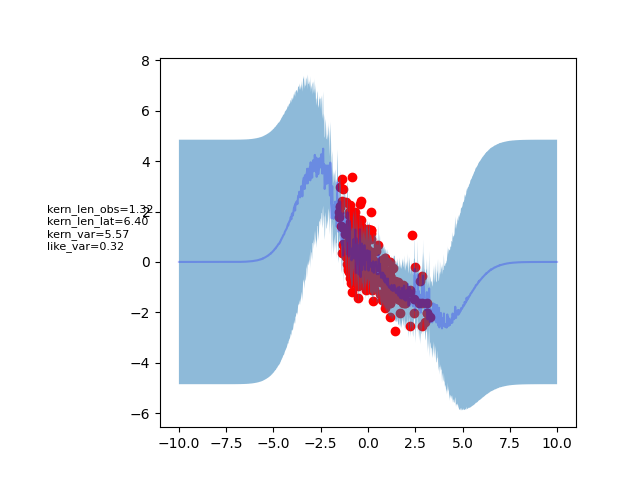 8
6
4
2
0
−2
−4
−6
kern_len_obs=1.32
kern_len_lat=6.40
kern_var=5.57
like_var=0.32
−10.0 −7.5 −5.0 −2.5 0.0 2.5 5.0 7.5 10.0